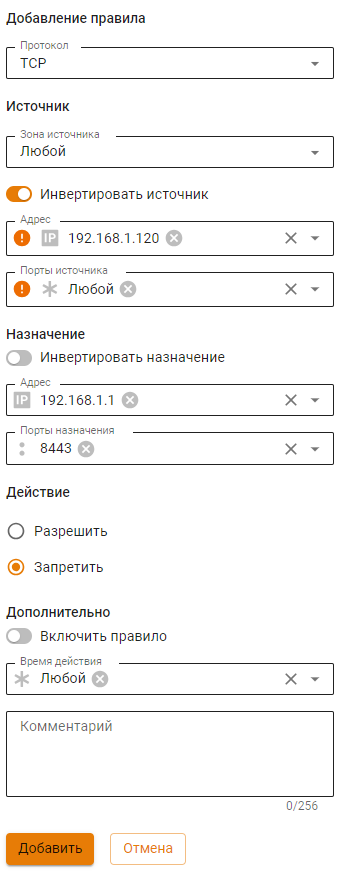 Добавление правила
Протокол
TCP
Источник
Зона источника
Любой
Инвертировать источник
Адрес
! IP 192.168.1.120
Порты источника
! Любой
Назначение
Инвертировать назначение
Адрес
IP 192.168.1.1
Порты назначения
8443
Действие
Разрешить
Запретить
Дополнительно
Включить правило
Время действия
Любой
Комментарий
0/256
Добавить Отмена